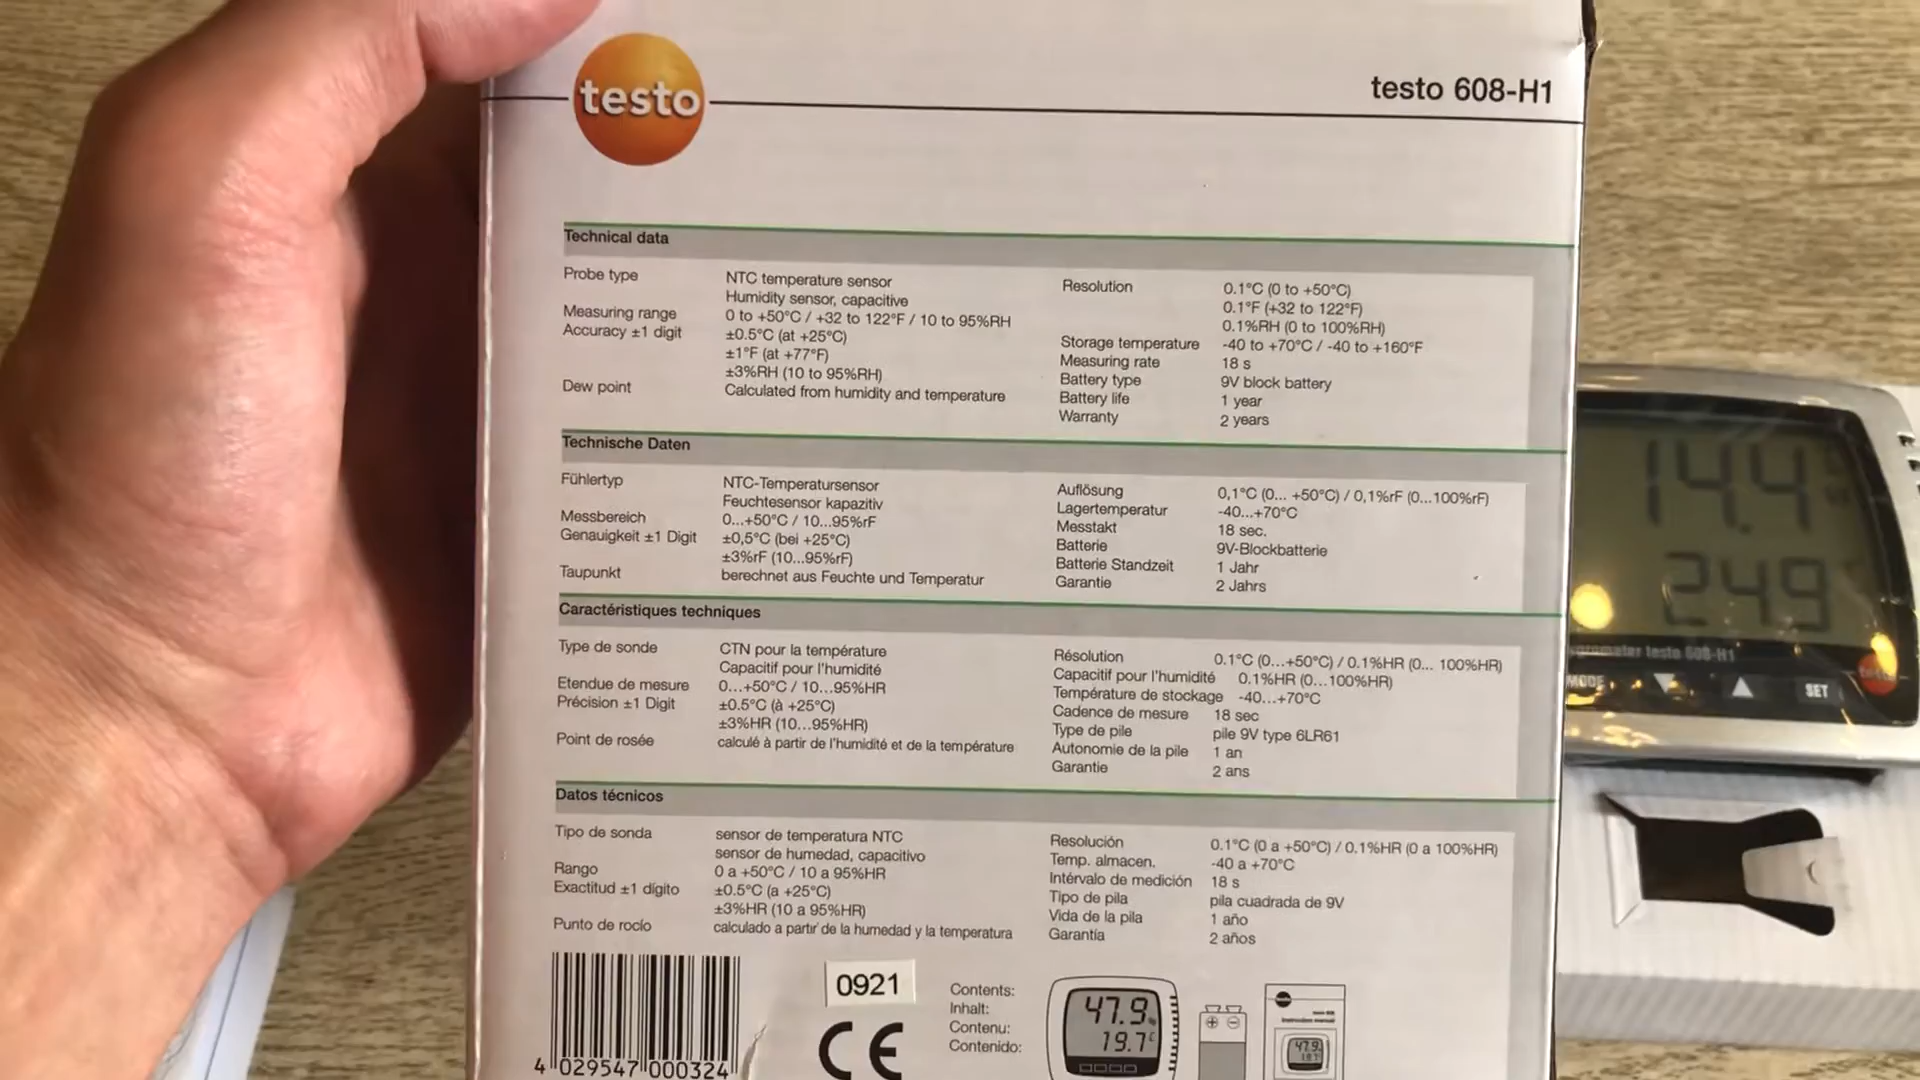 testo
testo 608-H1
Technical data
Probe type NTC temperature sensor
Humidity sensor, capacitive
Measuring range 0 to +50°C / +32 to 122°F / 10 to 95%RH
Accuracy ±1 digit ±0.5°C (at +25°C)
±1°F (at +77°F)
±3%RH (10 to 95%RH)
Dew point Calculated from humidity and temperature
Resolution 0.1°C (0 to +50°C)
0.1°F (+32 to 122°F)
0.1%RH (0 to 100%RH)
Storage temperature -40 to +70°C / -40 to +160°F
Measuring rate 18 s
Battery type 9V block battery
Battery life 1 year
Warranty 2 years
Technische Daten
Fühlertyp NTC-Temperatursensor
Feuchtesensor kapazitiv
Messbereich 0...+50°C / 10...95%rF
Genauigkeit ±1 Digit ±0,5°C (bei +25°C)
±3%rF (10...95%rF)
Taupunkt berechnet aus Feuchte und Temperatur
Auflösung 0,1°C (0... +50°C) / 0,1%rF (0...100%rF)
Lagertemperatur -40...+70°C
Messtakt 18 sec.
Batterie 9V-Blockbatterie
Batterie Standzeit 1 Jahr
Garantie 2 Jahrs
Caractéristiques techniques
Type de sonde CTN pour la température
Capacitif pour l'humidité
Etendue de mesure 0...+50°C / 10...95%HR
Précision ±1 Digit ±0.5°C (à +25°C)
±3%HR (10...95%HR)
Point de rosée calculé à partir de l'humidité et de la température
Résolution 0.1°C (0...+50°C) / 0.1%HR (0... 100%HR)
Capacitif pour l'humidité 0.1%HR (0...100%HR)
Température de stockage -40...+70°C
Cadence de mesure 18 sec
Type de pile pile 9V type 6LR61
Autonomie de la pile 1 an
Garantie 2 ans
Datos técnicos
Tipo de sonda sensor de temperatura NTC
sensor de humedad, capacitivo
Rango 0 a +50°C / 10 a 95%HR
Exactitud ±1 dígito ±0.5°C (a +25°C)
±3%HR (10 a 95%HR)
Punto de rocío calculado a partir de la humedad y la temperatura
Resolución 0.1°C (0 a +50°C) / 0.1%HR (0 a 100%HR)
Temp. almacen. -40 a +70°C
Intérvalo de medición 18 s
Tipo de pila pila cuadrada de 9V
Vida de la pila 1 año
Garantía 2 años
4 029547 000324
0921
CE
Contents:
Inhalt:
Contenu:
Contenido:
47.9%
19.7°C
47.9
14.4
24.9
testo 608-H1
MODE
SET